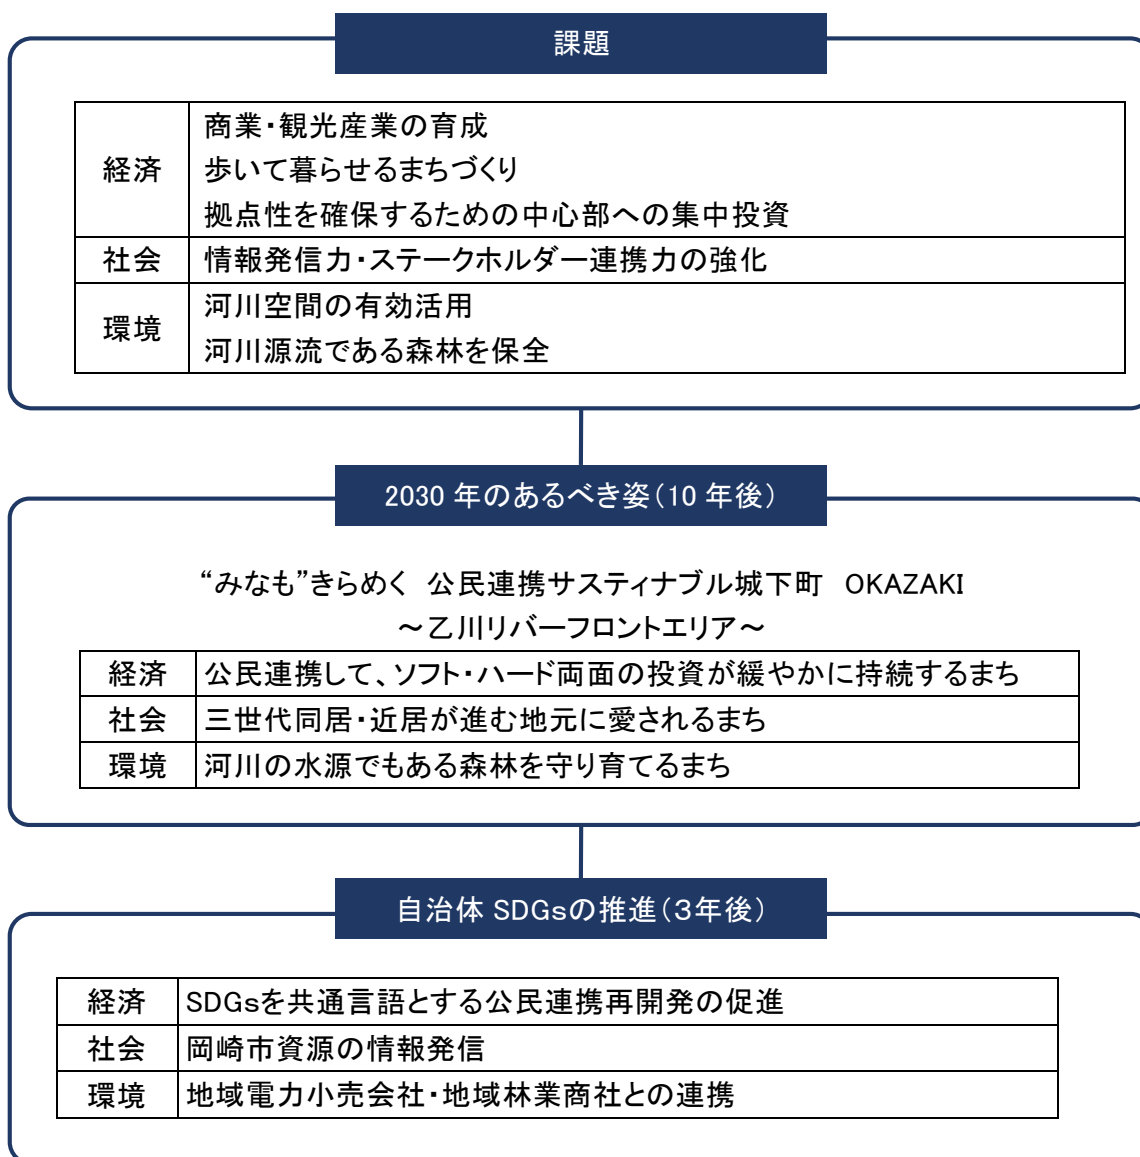 課題
経済
商業・観光産業の育成
歩いて暮らせるまちづくり
拠点性を確保するための中心部への集中投資
社会
情報発信力・ステークホルダー連携力の強化
環境
河川空間の有効活用
河川源流である森林を保全
2030 年のあるべき姿（10 年後）
“みなも”きらめく　公民連携サスティナブル城下町　OKAZAKI
～乙川リバーフロントエリア～
経済
公民連携して、ソフト・ハード両面の投資が緩やかに持続するまち
社会
三世代同居・近居が進む地元に愛されるまち
環境
河川の水源でもある森林を守り育てるまち
自治体 SDGsの推進（３年後）
経済
SDGsを共通言語とする公民連携再開発の促進
社会
岡崎市資源の情報発信
環境
地域電力小売会社・地域林業商社との連携